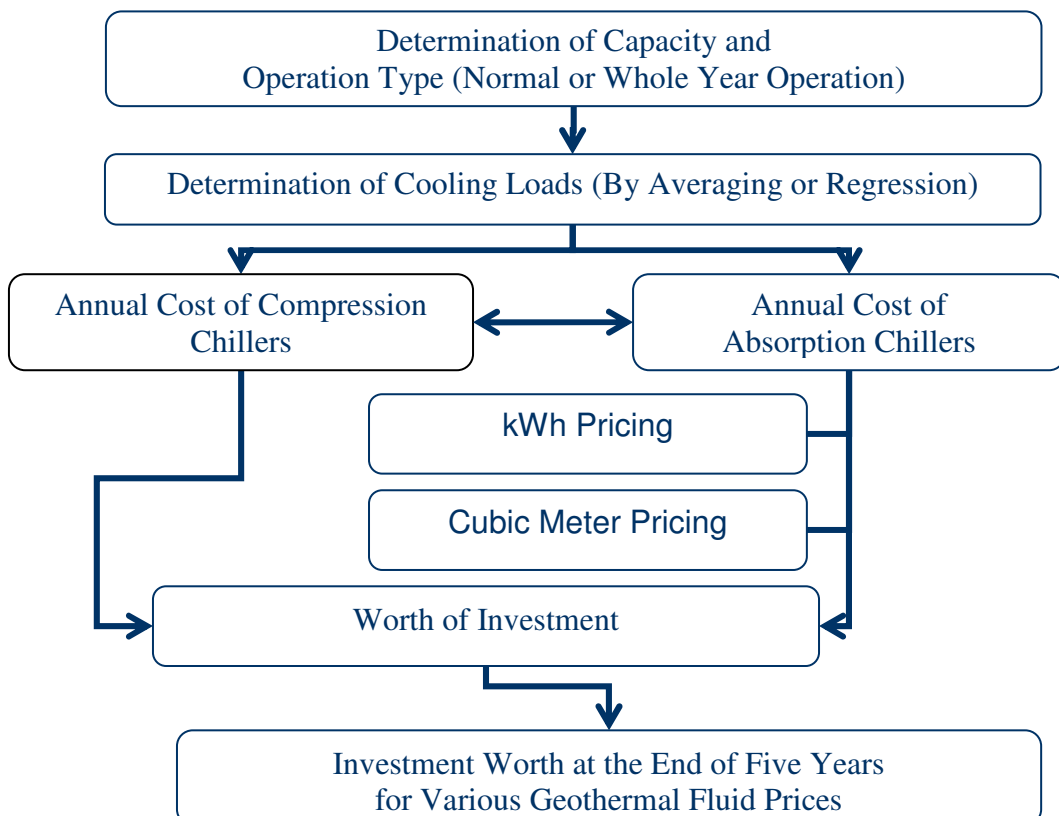 Determination of Capacity and
Operation Type (Normal or Whole Year Operation)
Determination of Cooling Loads (By Averaging or Regression)
Annual Cost of Compression
Chillers
Annual Cost of
Absorption Chillers
kWh Pricing
Cubic Meter Pricing
Worth of Investment
Investment Worth at the End of Five Years
for Various Geothermal Fluid Prices